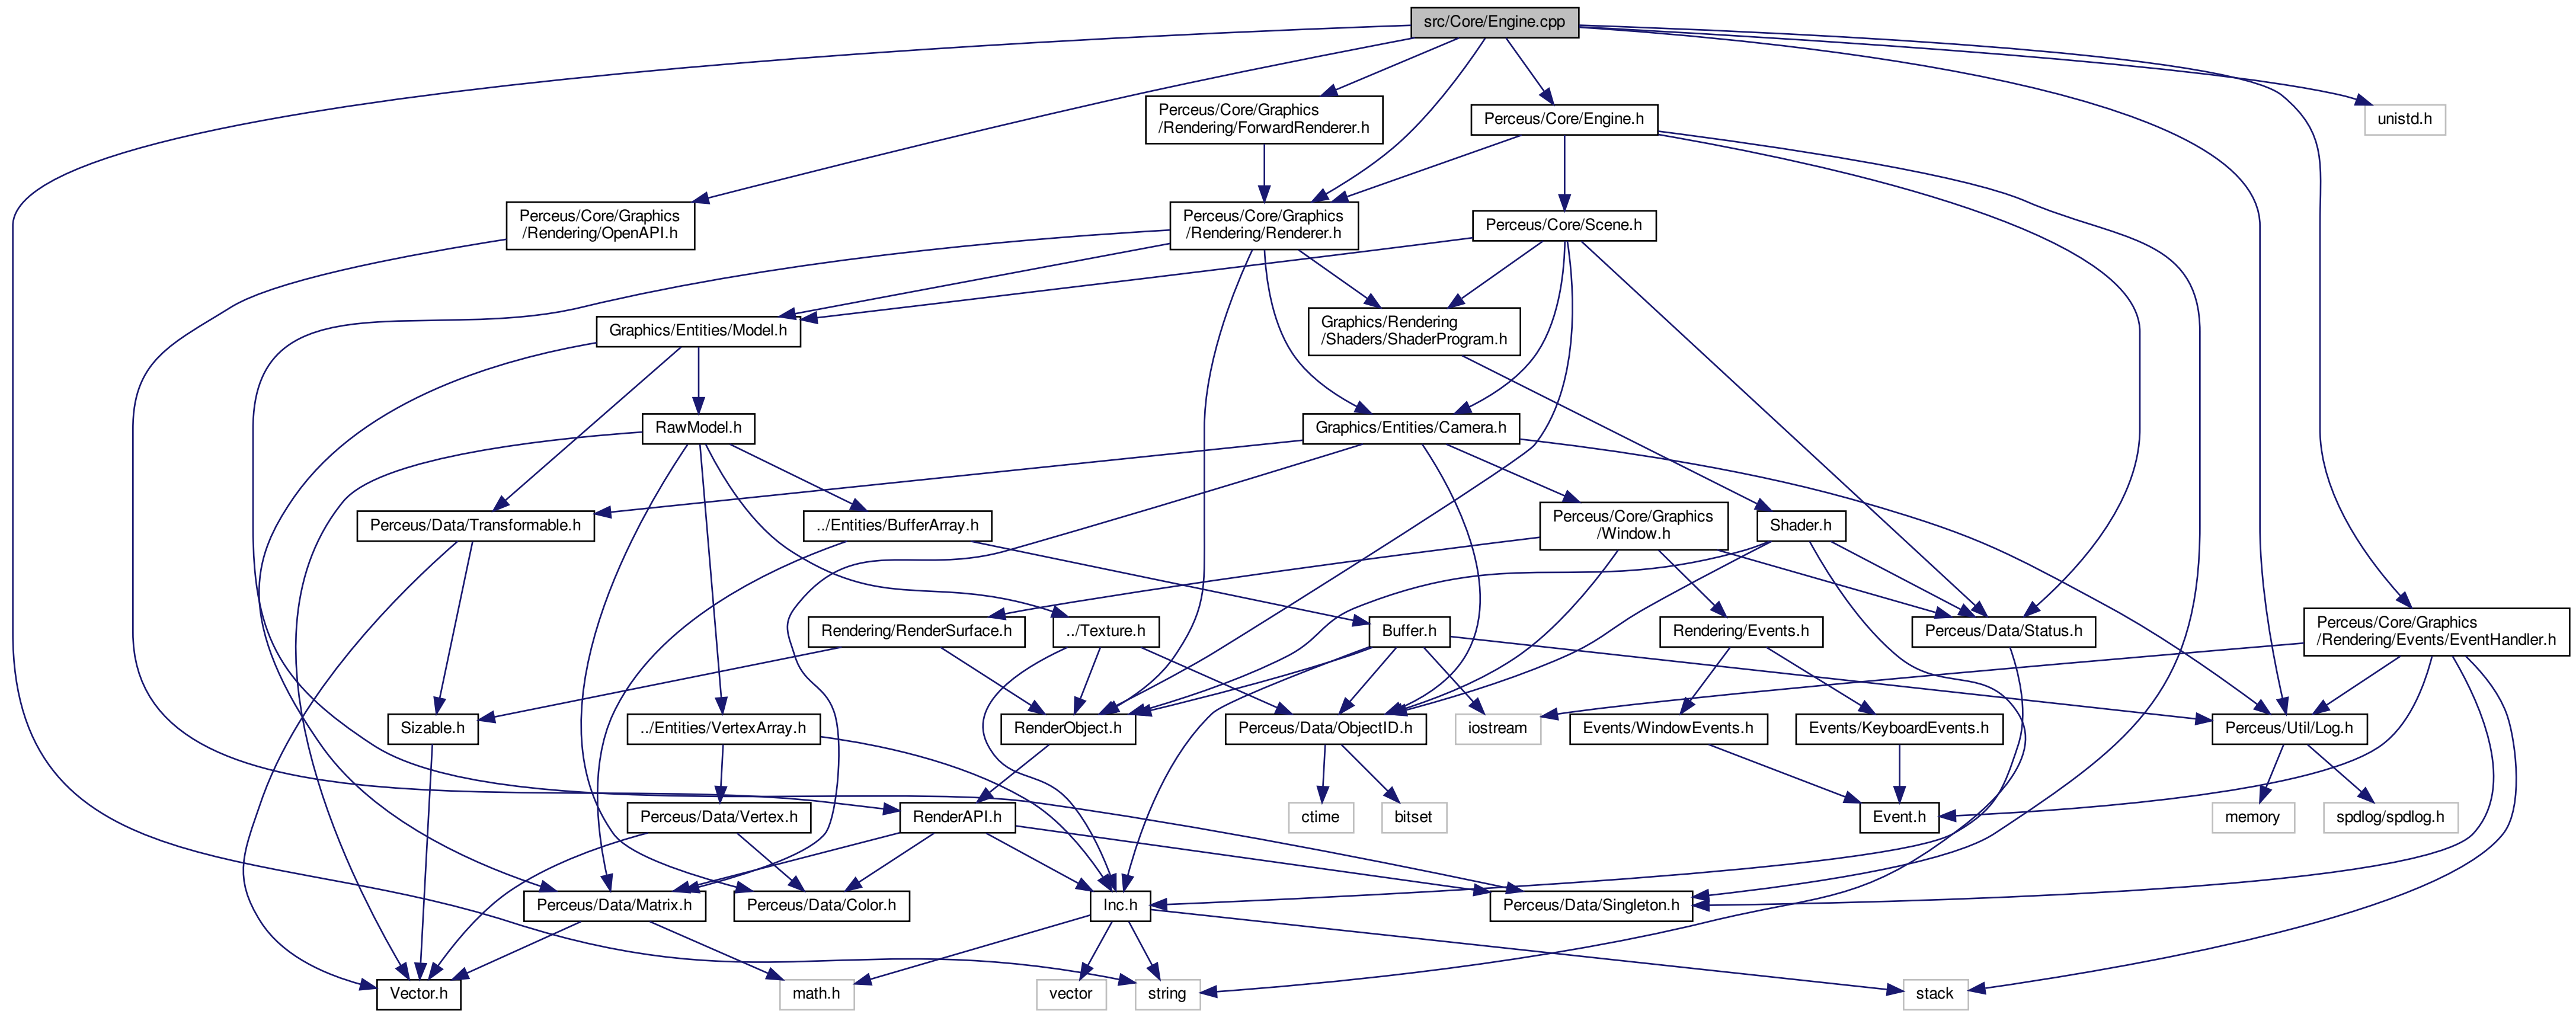 src/Core/Engine.cpp
Perceus/Core/Graphics
/Rendering/ForwardRenderer.h
Perceus/Core/Engine.h
unistd.h
Perceus/Core/Graphics
/Rendering/OpenAPI.h
Perceus/Core/Graphics
/Rendering/Renderer.h
Perceus/Core/Scene.h
Graphics/Entities/Model.h
Graphics/Rendering
/Shaders/ShaderProgram.h
RawModel.h
Graphics/Entities/Camera.h
Perceus/Data/Transformable.h
../Entities/BufferArray.h
Perceus/Core/Graphics
/Window.h
Shader.h
Rendering/RenderSurface.h
../Texture.h
Buffer.h
Rendering/Events.h
Perceus/Data/Status.h
Perceus/Core/Graphics
/Rendering/Events/EventHandler.h
Sizable.h
../Entities/VertexArray.h
RenderObject.h
Perceus/Data/ObjectID.h
iostream
Events/WindowEvents.h
Events/KeyboardEvents.h
Perceus/Util/Log.h
Perceus/Data/Vertex.h
RenderAPI.h
ctime
bitset
Event.h
memory
spdlog/spdlog.h
Perceus/Data/Matrix.h
Perceus/Data/Color.h
Inc.h
Perceus/Data/Singleton.h
Vector.h
math.h
vector
string
stack